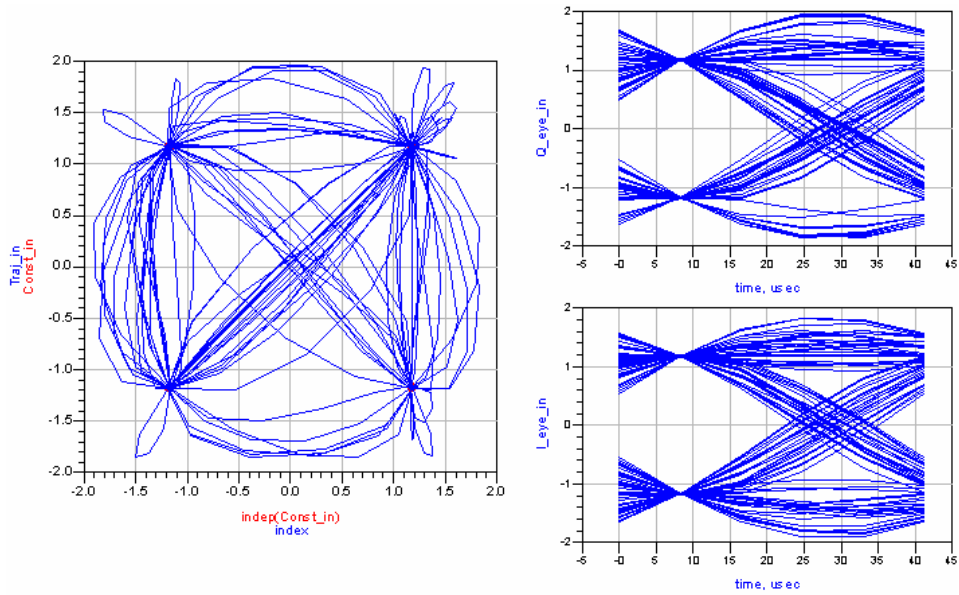 2.0
1.5
1.0
0.5
0.0
-0.5
-1.0
-1.5
-2.0
Traj_in
Const_in
-2.0 -1.5 -1.0 -0.5 0.0 0.5 1.0 1.5 2.0
indep(Const_in)
index
2
1
0
-1
-2
Q_eye_in
-5 -0 5 10 15 20 25 30 35 40 45
time, usec
2
1
0
-1
-2
I_eye_in
-5 -0 5 10 15 20 25 30 35 40 45
time, usec